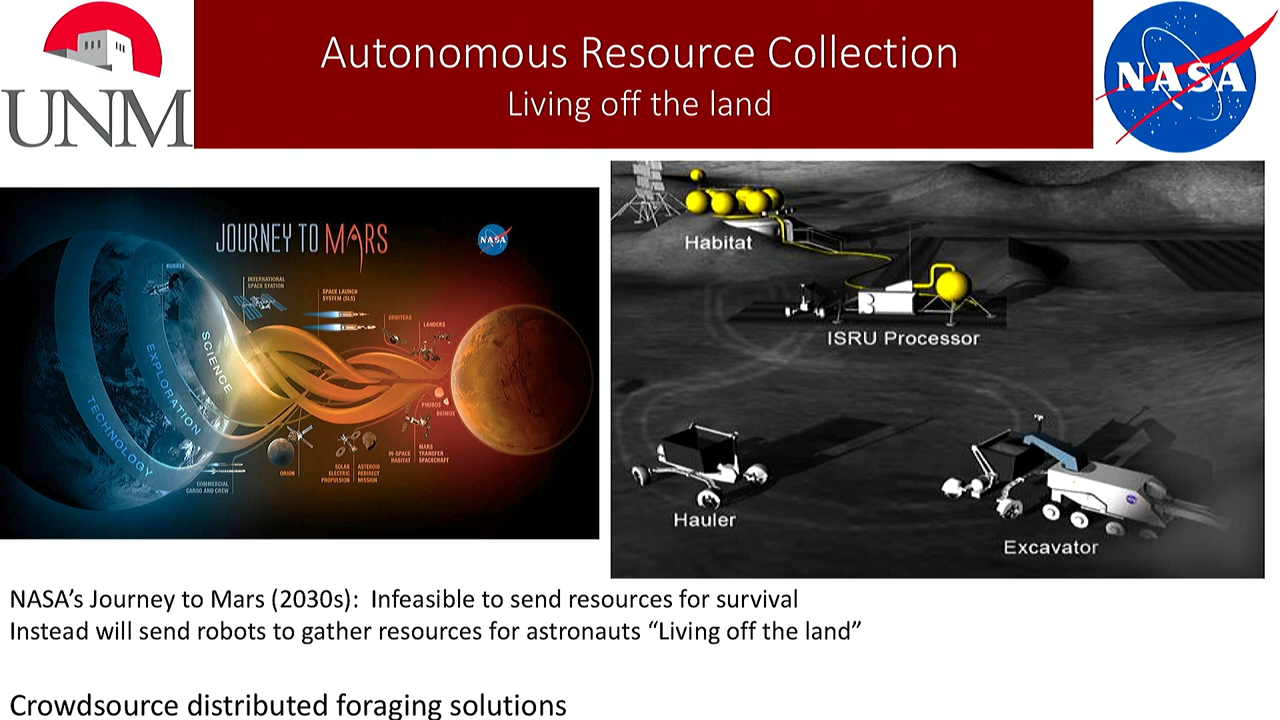 UNM
Autonomous Resource Collection
Living off the land
NASA
JOURNEY TO MARS
NASA
HUBBLE
INTERNATIONAL
SPACE STATION
SPACE LAUNCH
SYSTEM (SLS)
ORBITERS
LANDERS
SCIENCE
EXPLORATION
TECHNOLOGY
PHOBOS
DEIMOS
COMMERCIAL
CARGO AND CREW
ORION
SOLAR
ELECTRIC
PROPULSION
ASTEROID
REDIRECT
MISSION
IN-SPACE
HABITAT
MARS
TRANSFER
SPACECRAFT
Habitat
ISRU Processor
Hauler
Excavator
NASA’s Journey to Mars (2030s):  Infeasible to send resources for survival
Instead will send robots to gather resources for astronauts “Living off the land”
Crowdsource distributed foraging solutions